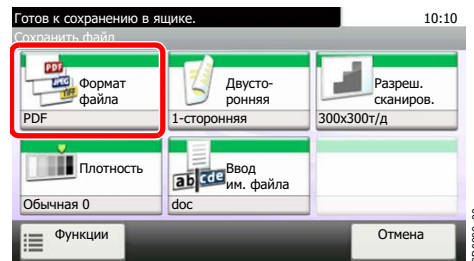 Готов к сохранению в ящике.
10:10
Сохранить файл
PDF
JPEG
TIFF
Формат
файла
PDF
Двусто-
ронняя
1-сторонняя
Разреш.
сканиров.
300x300т/д
Плотность
Обычная 0
ab cde
Ввод
им. файла
doc
Функции
Отмена